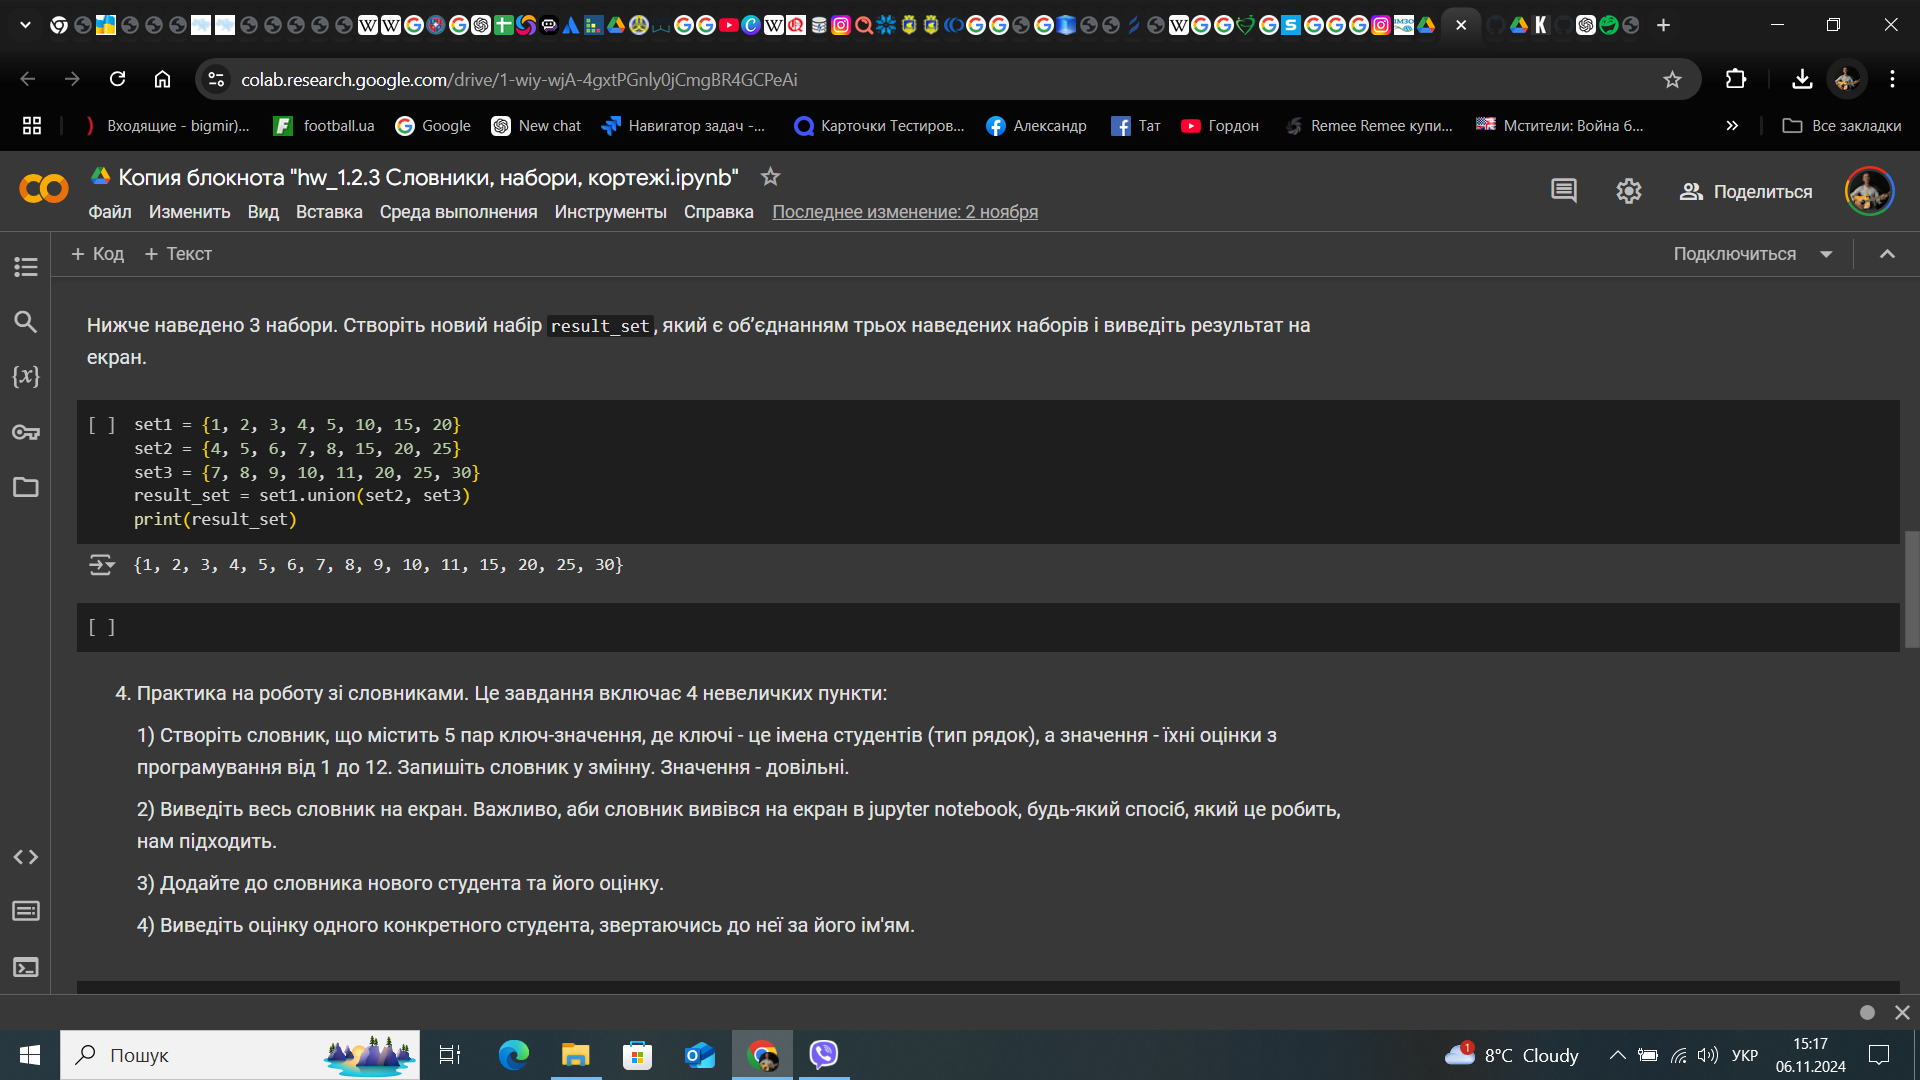 colab.research.google.com/drive/1-wiy-wjA-4gxtPGnly0jCmgBR4GCPeAi
Входящие - bigmir)...
football.ua
Google
New chat
Навигатор задач -...
Карточки Тестиров...
Александр
Тат
Гордон
Remee Remee купи...
Мстители: Война б...
»
Все закладки
Копия блокнота "hw_1.2.3 Словники, набори, кортежі.ipynb"
Файл Изменить Вид Вставка Среда выполнения Инструменты Справка Последнее изменение: 2 ноября
Поделиться
+ Код + Текст
Подключиться
Нижче наведено 3 набори. Створіть новий набір result_set, який є об’єднанням трьох наведених наборів і виведіть результат на
екран.
[ ] set1 = {1, 2, 3, 4, 5, 10, 15, 20}
set2 = {4, 5, 6, 7, 8, 15, 20, 25}
set3 = {7, 8, 9, 10, 11, 20, 25, 30}
result_set = set1.union(set2, set3)
print(result_set)
{1, 2, 3, 4, 5, 6, 7, 8, 9, 10, 11, 15, 20, 25, 30}
[ ]
4. Практика на роботу зі словниками. Це завдання включає 4 невеличких пункти:
1) Створіть словник, що містить 5 пар ключ-значення, де ключі - це імена студентів (тип рядок), а значення - їхні оцінки з
програмування від 1 до 12. Запишіть словник у змінну. Значення - довільні.
2) Виведіть весь словник на екран. Важливо, аби словник вивівся на екран в jupyter notebook, будь-який спосіб, який це робить,
нам підходить.
3) Додайте до словника нового студента та його оцінку.
4) Виведіть оцінку одного конкретного студента, звертаючись до неї за його ім'ям.
Пошук
1
8°C Cloudy
УКР
15:17
06.11.2024